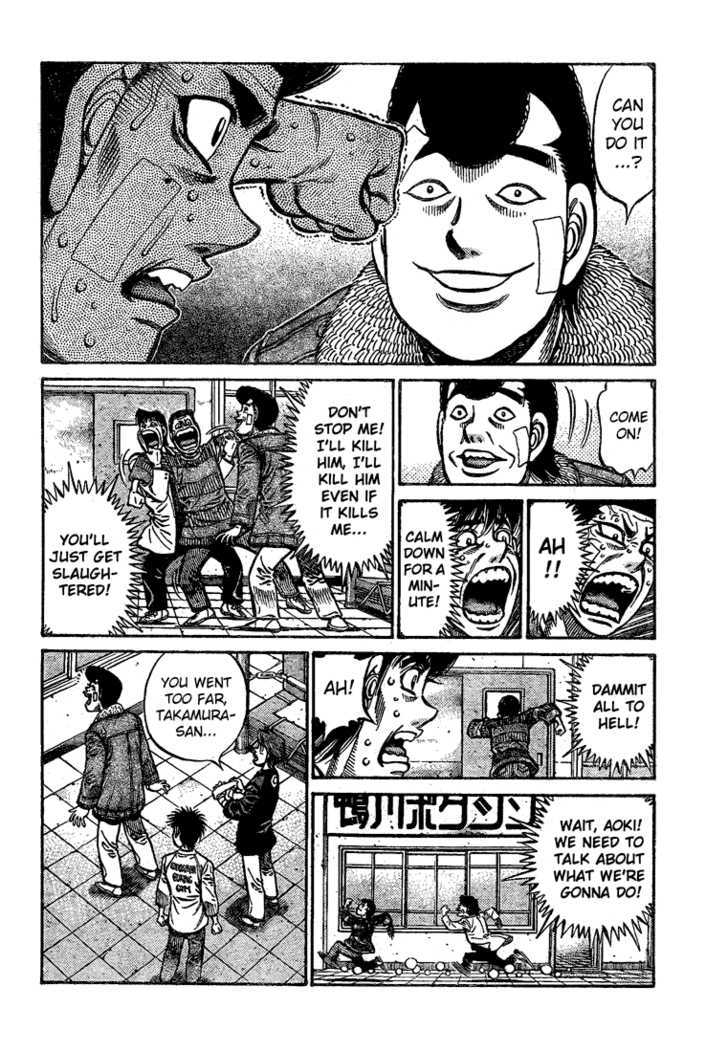 CAN
YOU
DO IT
...?
COME
ON!
DON'T
STOP ME!
I'LL KILL
HIM, I'LL
KILL HIM
EVEN IF
IT KILLS
ME...
YOU'LL
JUST GET
SLAUGH-
TERED!
AH
!!
CALM
DOWN
FOR A
MIN-
UTE!
DAMMIT
ALL TO
HELL!
AH!
YOU WENT
TOO FAR,
TAKAMURA-
SAN...
鴨川ボクシン
WAIT, AOKI!
WE NEED TO
TALK ABOUT
WHAT WE'RE
GONNA DO!